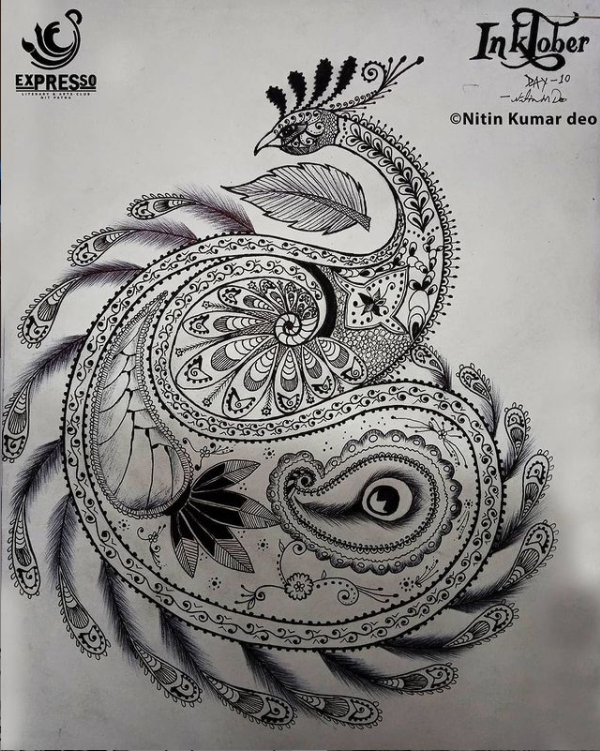 EXPRESSO
LITERARY & ARTS CLUB
NIT PATNA
InkTober
DAY-10
©Nitin Kumar deo